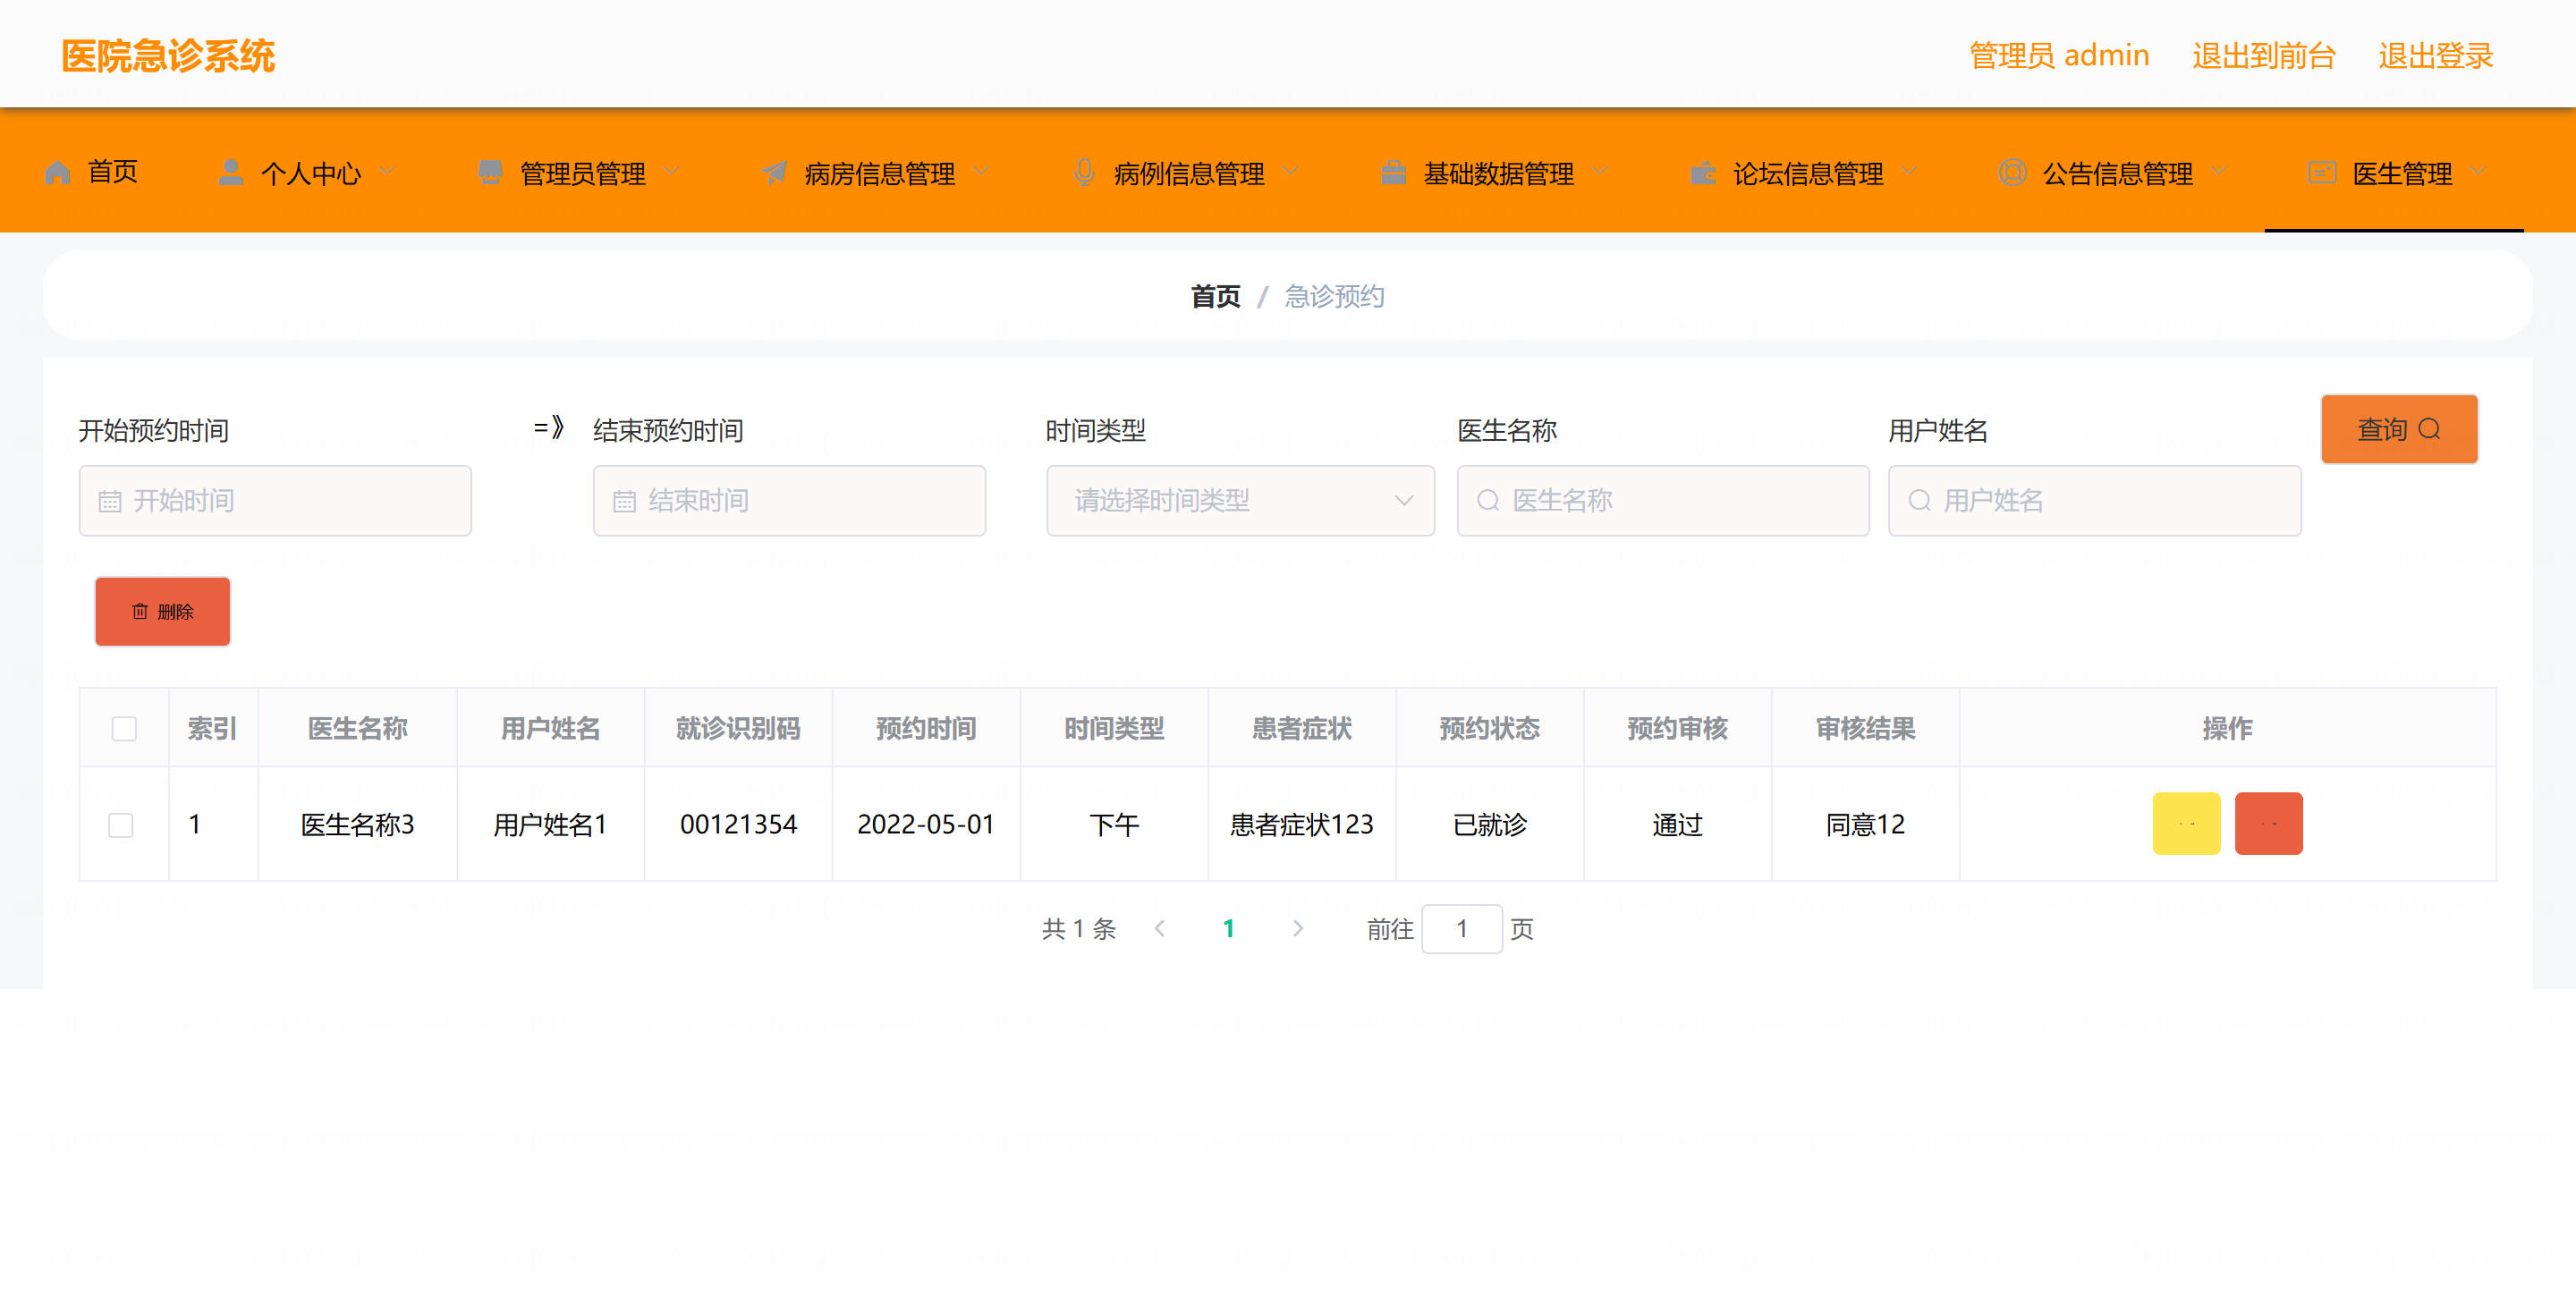 医院急诊系统
管理员 admin 退出到前台 退出登录
首页 个人中心 管理员管理 病房信息管理 病例信息管理 基础数据管理 论坛信息管理 公告信息管理 医生管理
首页 / 急诊预约
开始预约时间 =》 结束预约时间 时间类型 医生名称 用户姓名 查询
开始时间 结束时间 请选择时间类型 医生名称 用户姓名
删除
索引 医生名称 用户姓名 就诊识别码 预约时间 时间类型 患者症状 预约状态 预约审核 审核结果 操作
1 医生名称3 用户姓名1 00121354 2022-05-01 下午 患者症状123 已就诊 通过 同意12
共 1 条 1 前往 1 页